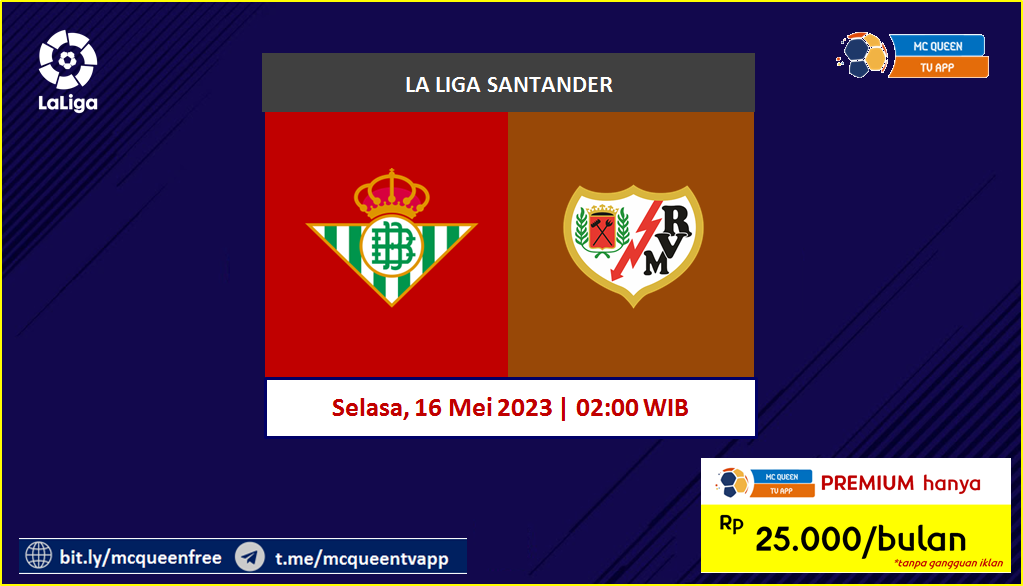 LaLiga
MC QUEEN
TV APP
LA LIGA SANTANDER
RVM
Selasa, 16 Mei 2023 | 02:00 WIB
MC QUEEN
TV APP
PREMIUM hanya
Rp 25.000/bulan
*tanpa gangguan iklan
bit.ly/mcqueenfree
t.me/mcqueentvapp